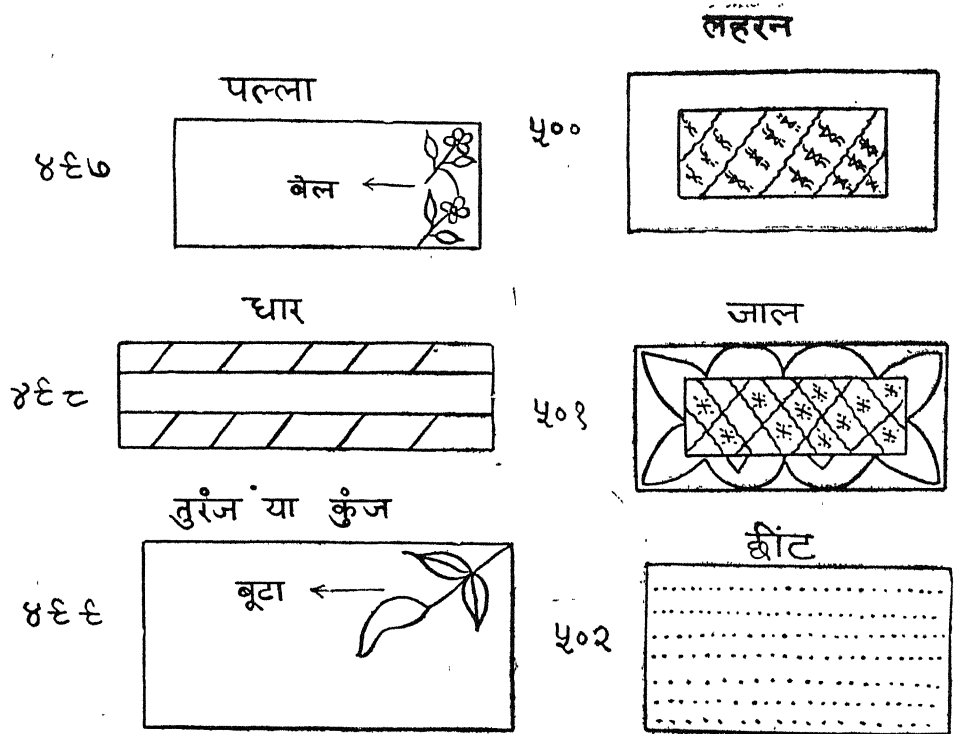 पल्ला
४९७
बेल
धार
४९८
तुरंज या कुंज
४९९
बूटा
लहरन
५००
जाल
५०१
छींट
५०२